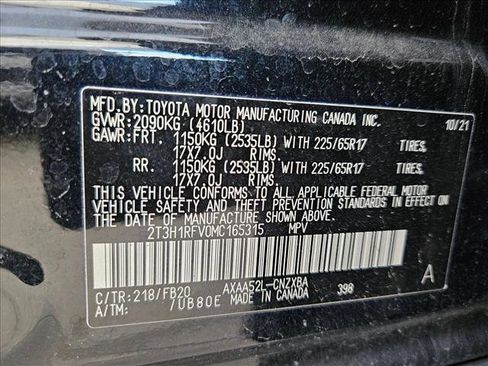 MFD.BY:TOYOTA MOTOR MANUFACTURING CANADA INC. 10/21
GVWR:2090KG (4610LB)
GAWR:FRT. 1150KG (2535LB) WITH 225/65R17 TIRES,
17X7.0J RIMS.
RR. 1150KG (2535LB) WITH 225/65R17 TIRES,
17X7.0J RIMS.
THIS VEHICLE CONFORMS TO ALL APPLICABLE FEDERAL MOTOR
VEHICLE SAFETY AND THEFT PREVENTION STANDARDS IN EFFECT ON
THE DATE OF MANUFACTURE SHOWN ABOVE.
2T3H1RFV0MC165315 MPV
C/TR:218/FB20 AXAA52L-CNZXBA 398 A
A/TM: /UB80E MADE IN CANADA